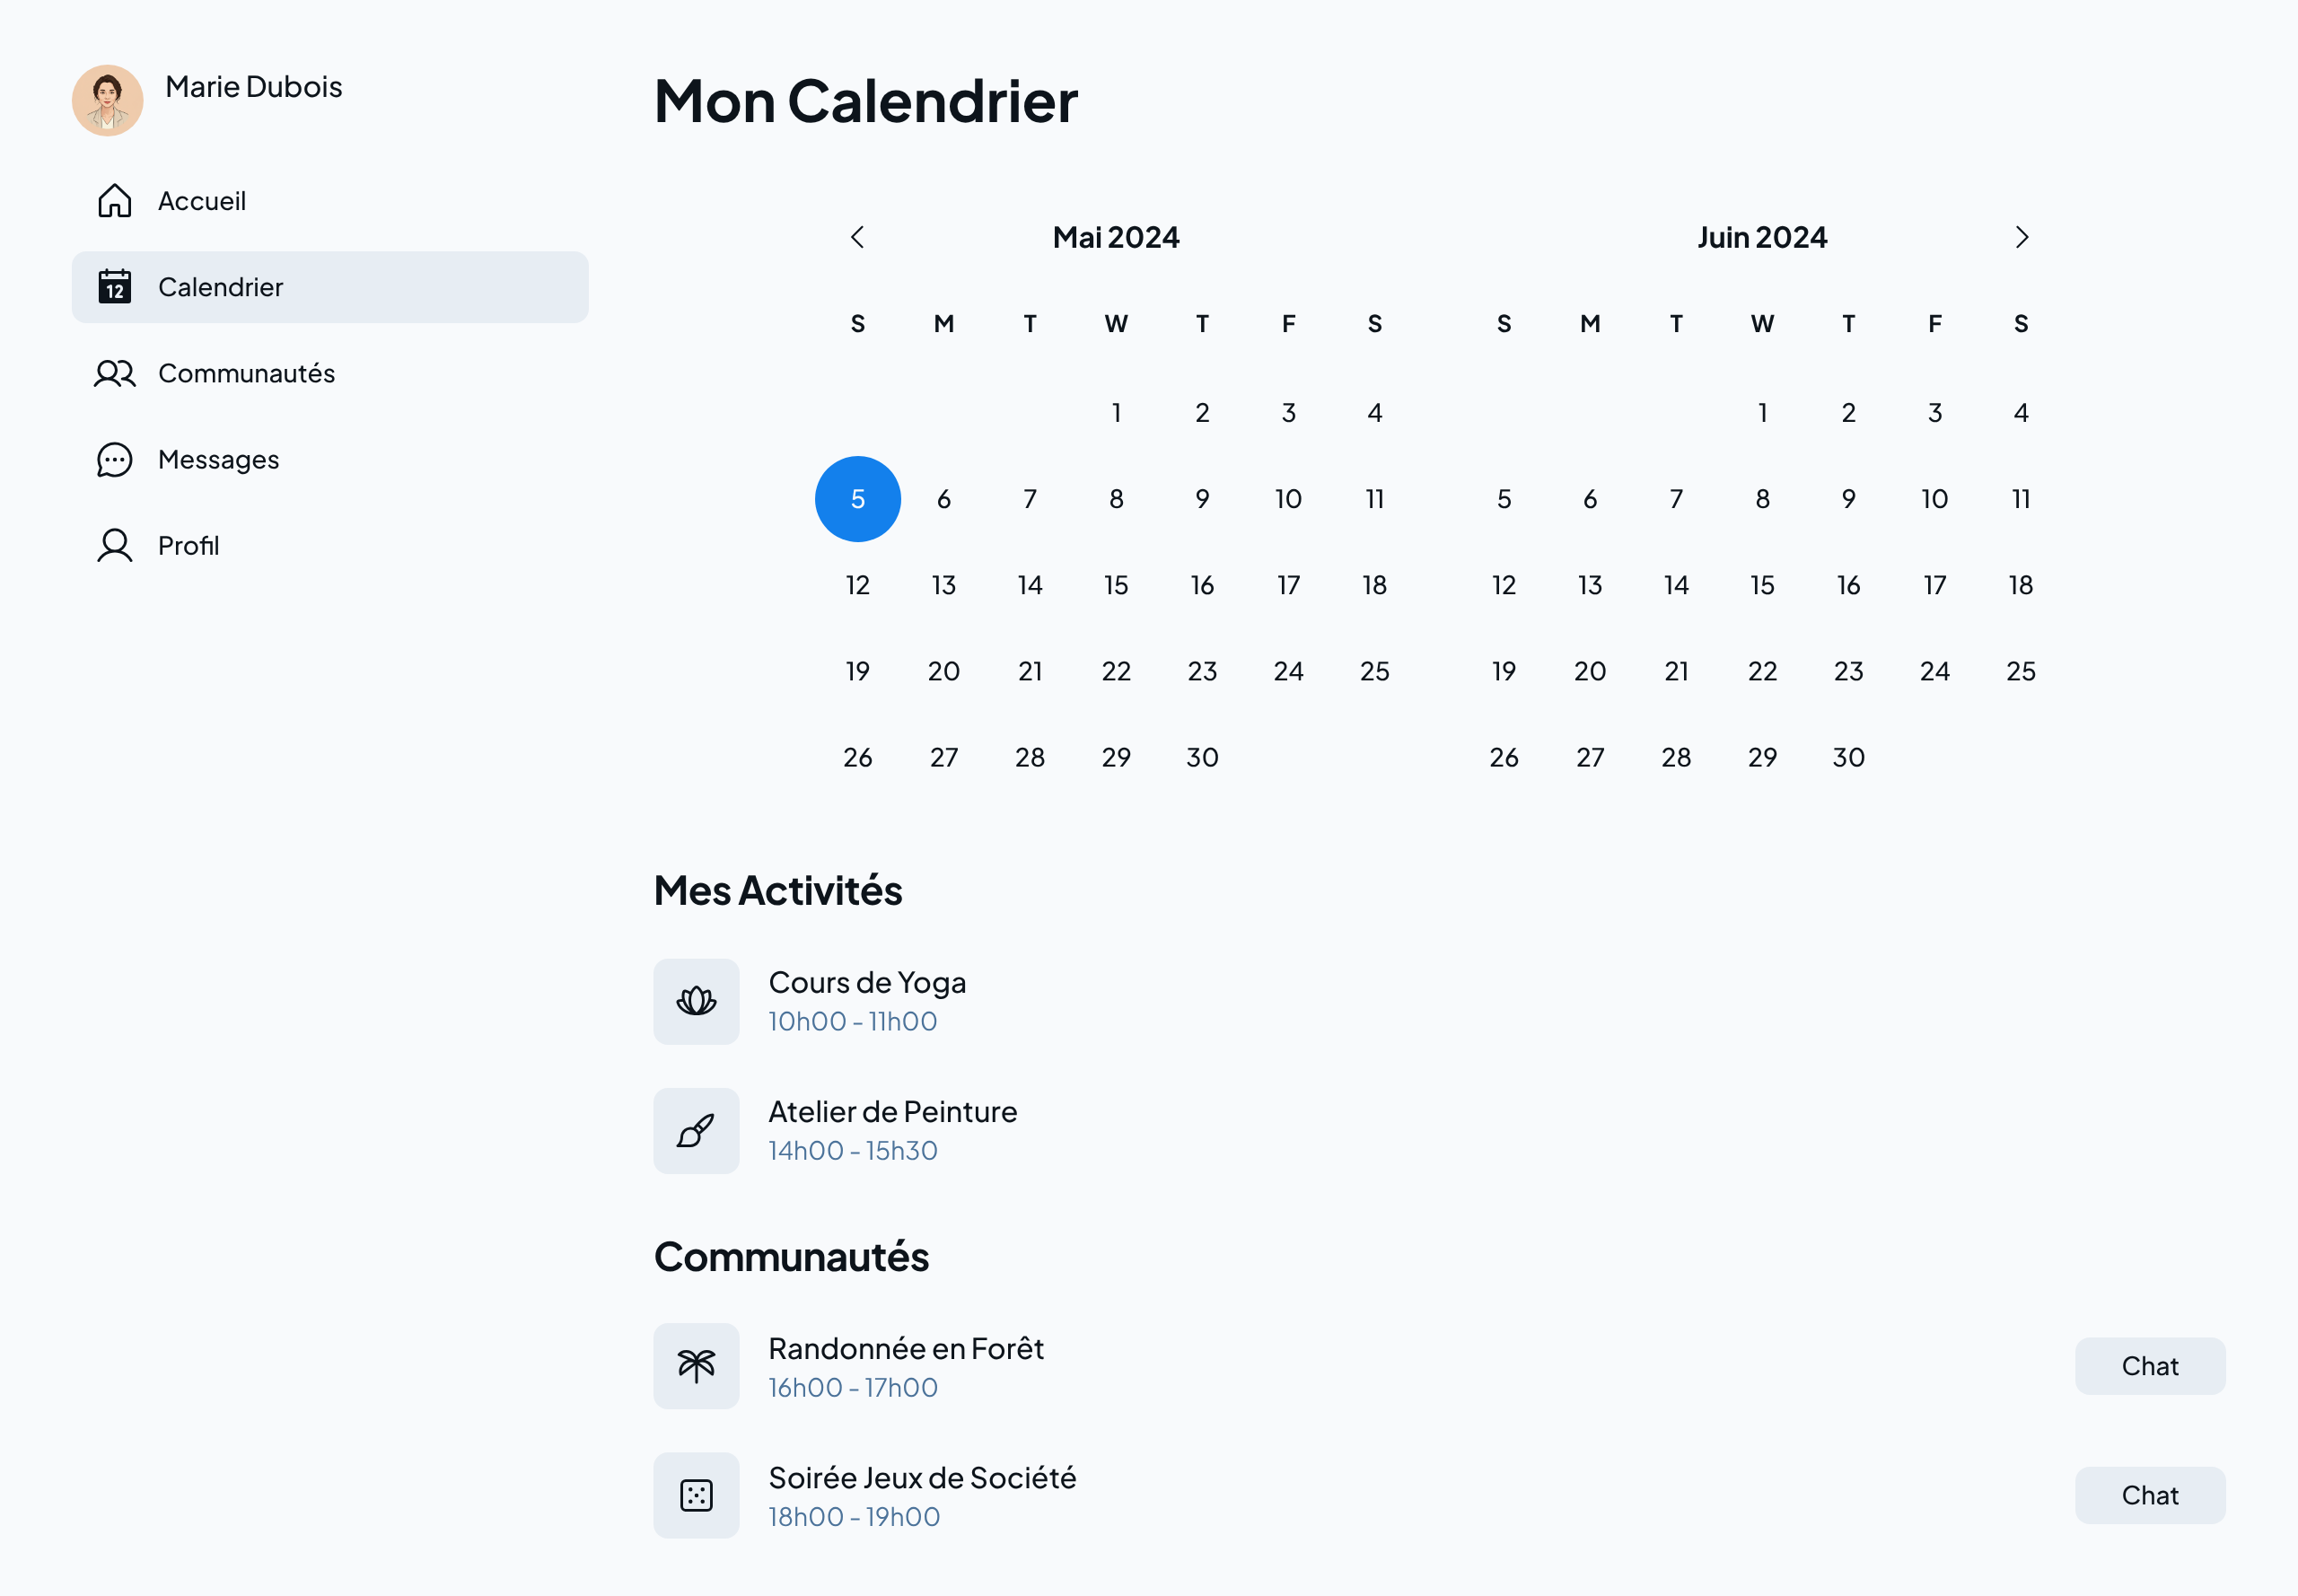 Marie Dubois
Accueil
12
Calendrier
Communautés
Messages
Profil
Mon Calendrier
Mai 2024
S M T W T F S
1 2 3 4
5 6 7 8 9 10 11
12 13 14 15 16 17 18
19 20 21 22 23 24 25
26 27 28 29 30
Juin 2024
S M T W T F S
1 2 3 4
5 6 7 8 9 10 11
12 13 14 15 16 17 18
19 20 21 22 23 24 25
26 27 28 29 30
Mes Activités
Cours de Yoga
10h00 - 11h00
Atelier de Peinture
14h00 - 15h30
Communautés
Randonnée en Forêt
16h00 - 17h00
Chat
Soirée Jeux de Société
18h00 - 19h00
Chat